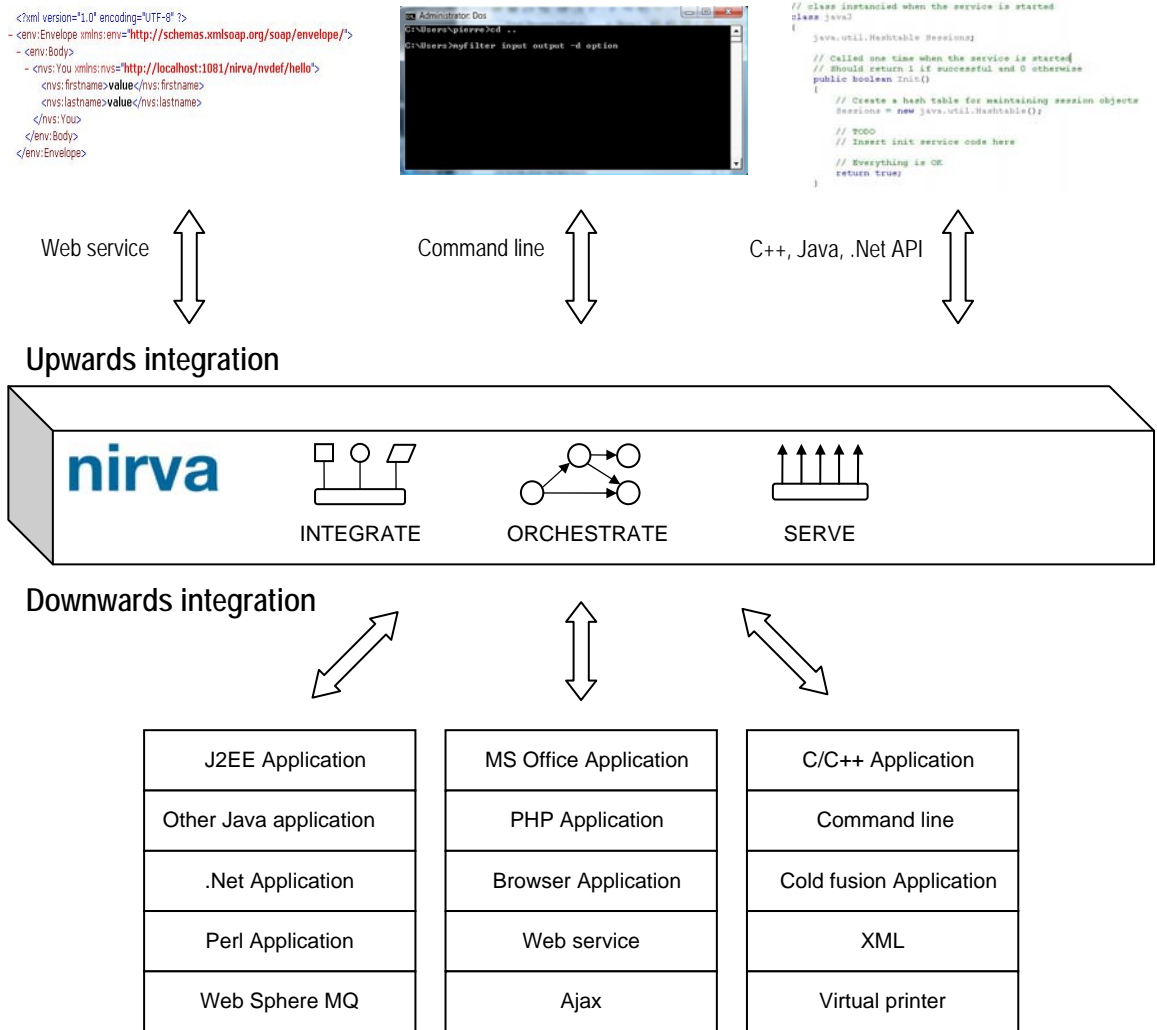 <?xml version="1.0" encoding="UTF-8" ?>
- <env:Envelope xmlns:env="http://schemas.xmlsoap.org/soap/envelope/">
- <env:Body>
- <nvs:You xmlns:nvs="http://localhost:1081/nirva/nvdef/hello">
<nvs:firstname>value</nvs:firstname>
<nvs:lastname>value</nvs:lastname>
</nvs:You>
</env:Body>
</env:Envelope>
Administrator: Dos
C:\Users\pierre>cd ..
C:\Users>myfilter input output -d option
// class instancied when the service is started
class java3
{
java.util.Hashtable Sessions;
// Called one time when the service is started
// Should return 1 if successful and 0 otherwise
public boolean Init()
{
// Create a hash table for maintaining session objects
Sessions = new java.util.Hashtable();
// TODO
// Insert init service code here
// Everything is OK
return true;
}
Web service
Command line
C++, Java, .Net API
Upwards integration
nirva
INTEGRATE
ORCHESTRATE
SERVE
Downwards integration
J2EE Application
MS Office Application
C/C++ Application
Other Java application
PHP Application
Command line
.Net Application
Browser Application
Cold fusion Application
Perl Application
Web service
XML
Web Sphere MQ
Ajax
Virtual printer